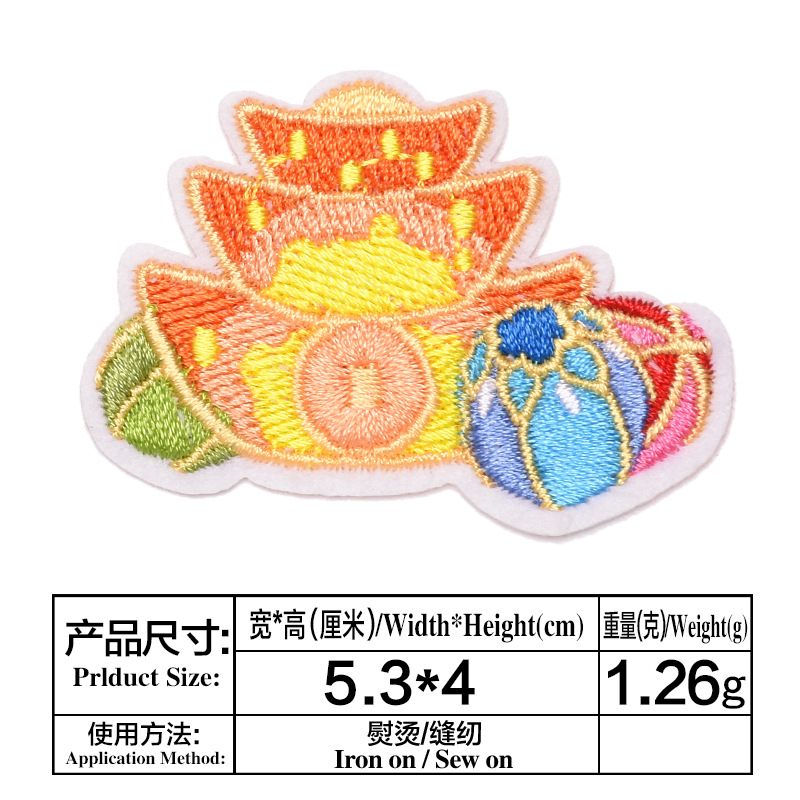 产品尺寸:
Prlduct Size:
宽*高(厘米)/Width*Height(cm)
重量(克)/Weight(g)
5.3*4
1.26g
使用方法:
Application Method:
熨烫/缝纫
Iron on / Sew on